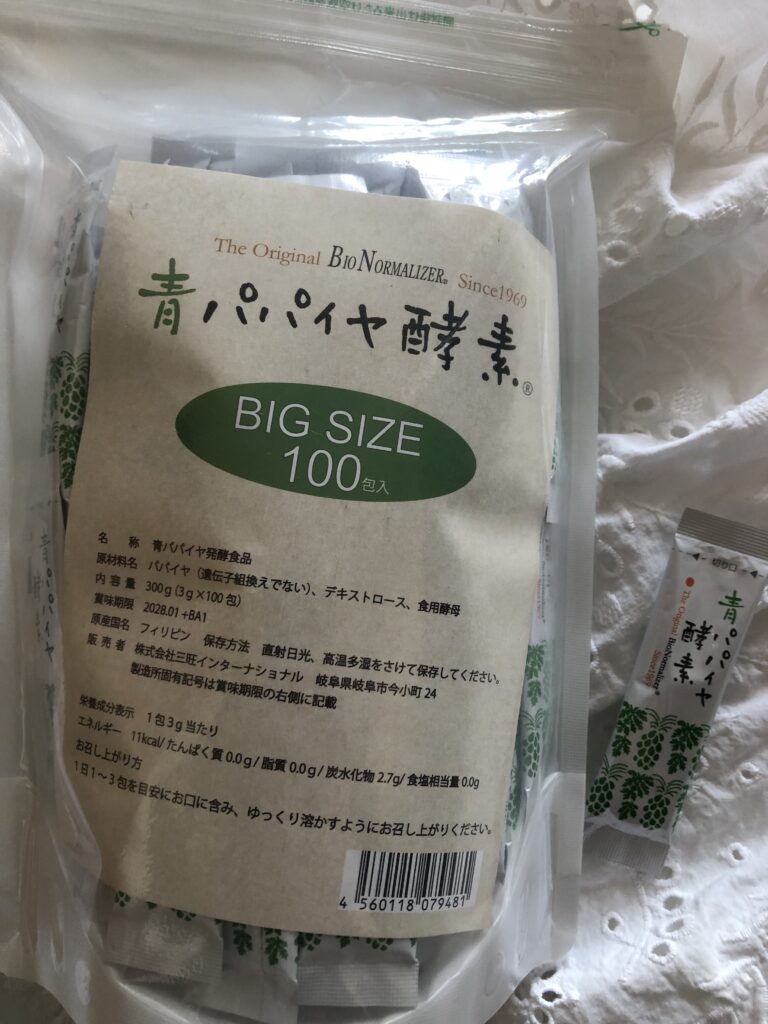 The Original BIO NORMALIZER® Since1969
青パパイヤ酵素®
BIG SIZE
100包入
名 称 青パパイヤ発酵食品
原材料名 パパイヤ（遺伝子組換えでない）、デキストロース、食用酵母
内 容 量 300g（3g×100包）
賞味期限 2028.01 +BA1
原産国名 フィリピン 保存方法 直射日光、高温多湿をさけて保存してください。
販 売 者 株式会社三旺インターナショナル 岐阜県岐阜市今小町24
製造所固有記号は賞味期限の右側に記載
栄養成分表示 1包3g当たり
エネルギー 11kcal/たんぱく質 0.0g/脂質 0.0g/炭水化物 2.7g/食塩相当量 0.0g
お召し上がり方
1日1～3包を目安にお口に含み、ゆっくり溶かすようにお召し上がりください。
4 560118 079481
切り口
青パパイヤ
酵素
The Original BioNormalizer®
Since1969